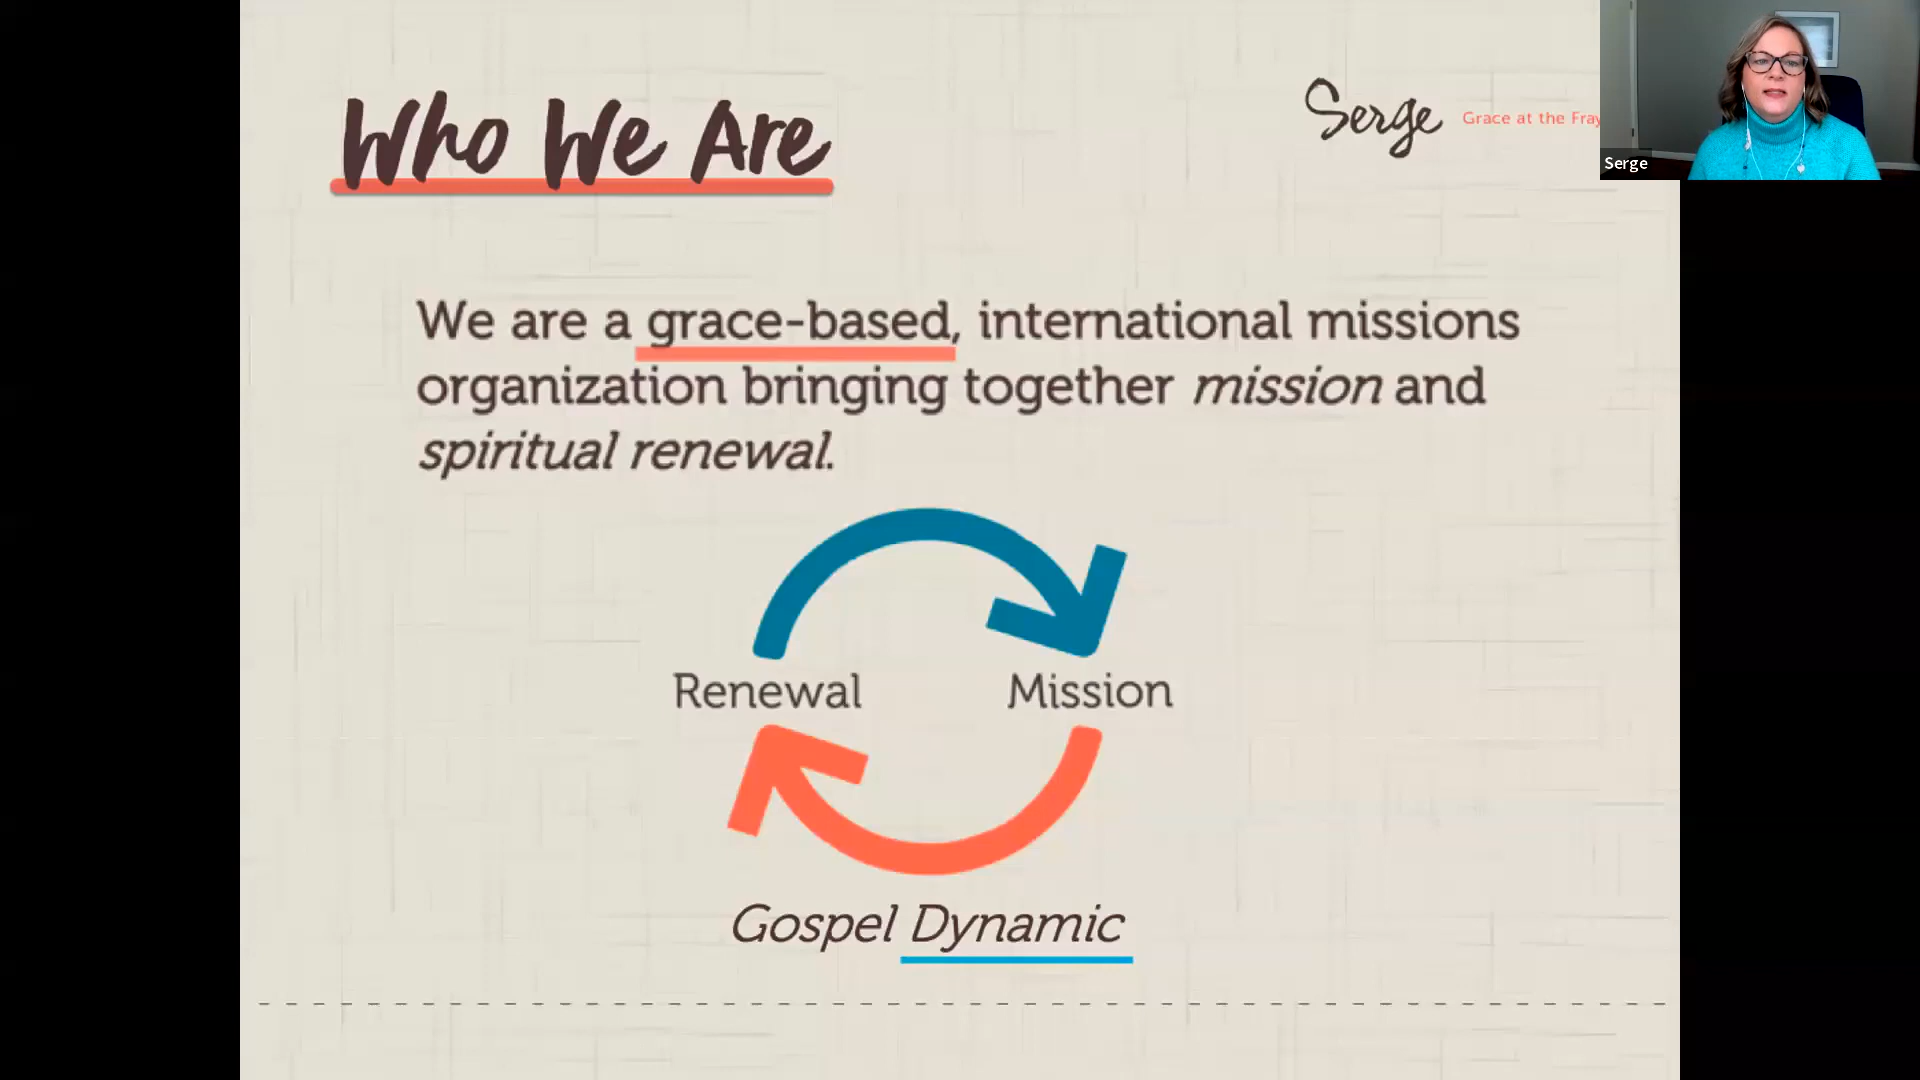 Who We Are
Serge Grace at the Fray
Serge
We are a grace-based, international missions
organization bringing together mission and
spiritual renewal.
Renewal
Mission
Gospel Dynamic